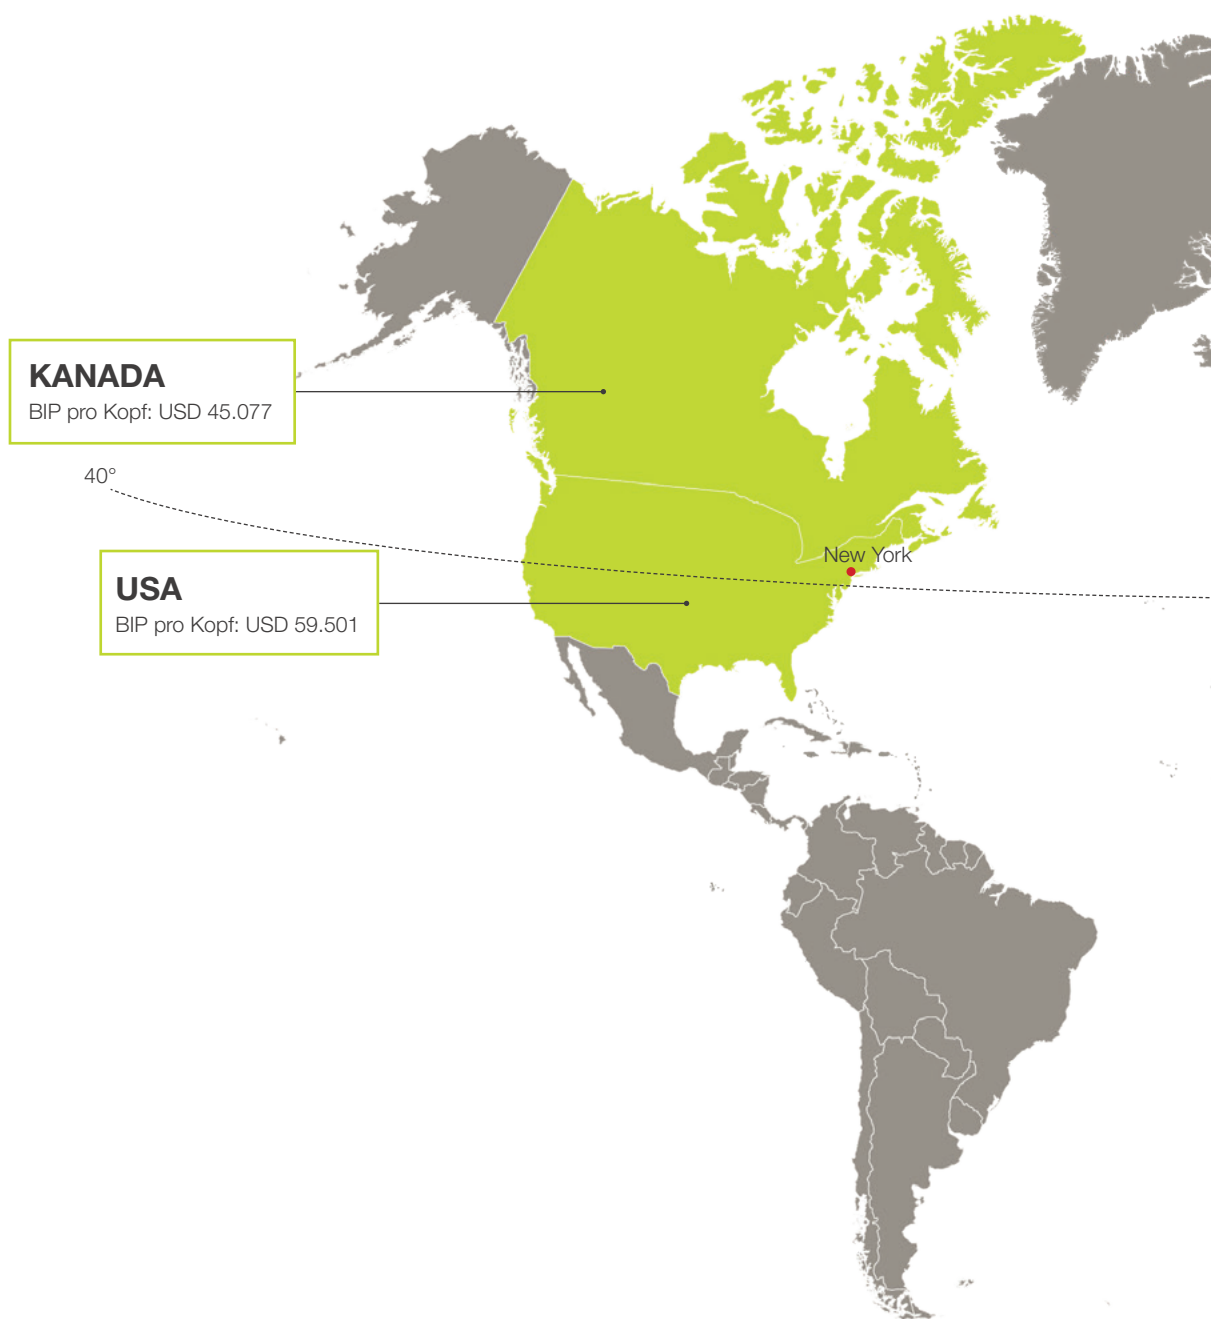 KANADA
BIP pro Kopf: USD 45.077
40°
New York
USA
BIP pro Kopf: USD 59.501